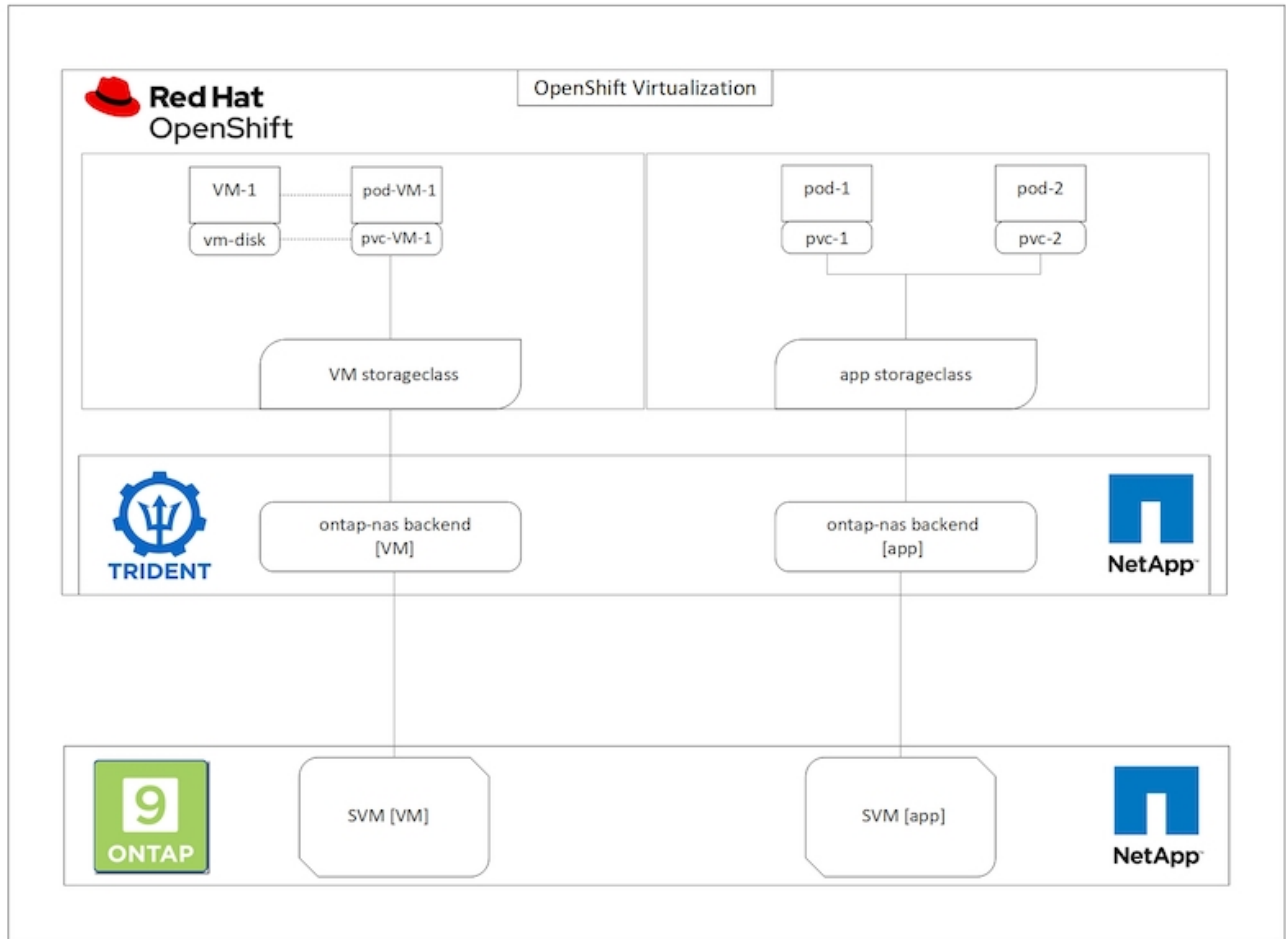 Red Hat
OpenShift
OpenShift Virtualization
VM-1
pod-VM-1
vm-disk
pvc-VM-1
VM storageclass
pod-1
pod-2
pvc-1
pvc-2
app storageclass
TRIDENT
ontap-nas backend
[VM]
ontap-nas backend
[app]
NetApp™
9
ONTAP
SVM [VM]
SVM [app]
NetApp™